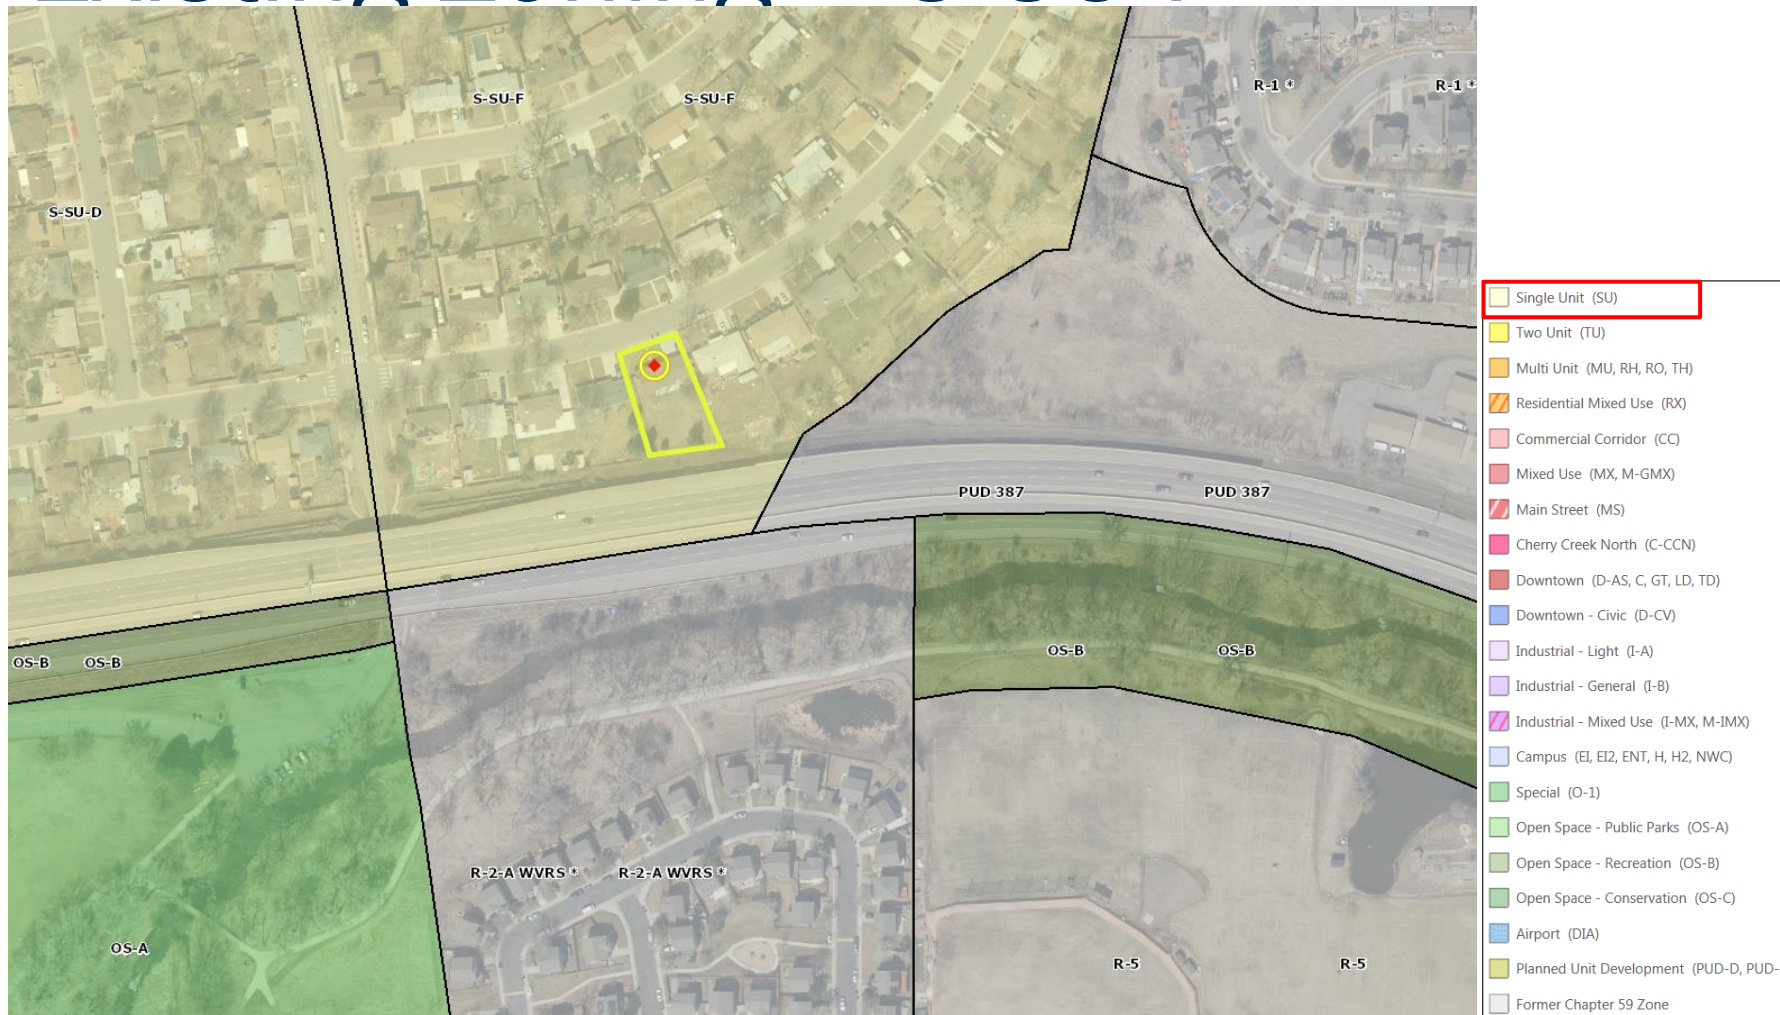 S-SU-F S-SU-F
R-1 * R-1 *
S-SU-D
PUD 387 PUD 387
OS-B OS-B
OS-B OS-B
R-2-A WVRS * R-2-A WVRS *
OS-A
R-5 R-5
Single Unit (SU)
Two Unit (TU)
Multi Unit (MU, RH, RO, TH)
Residential Mixed Use (RX)
Commercial Corridor (CC)
Mixed Use (MX, M-GMX)
Main Street (MS)
Cherry Creek North (C-CCN)
Downtown (D-AS, C, GT, LD, TD)
Downtown - Civic (D-CV)
Industrial - Light (I-A)
Industrial - General (I-B)
Industrial - Mixed Use (I-MX, M-IMX)
Campus (EI, EI2, ENT, H, H2, NWC)
Special (O-1)
Open Space - Public Parks (OS-A)
Open Space - Recreation (OS-B)
Open Space - Conservation (OS-C)
Airport (DIA)
Planned Unit Development (PUD-D, PUD-
Former Chapter 59 Zone